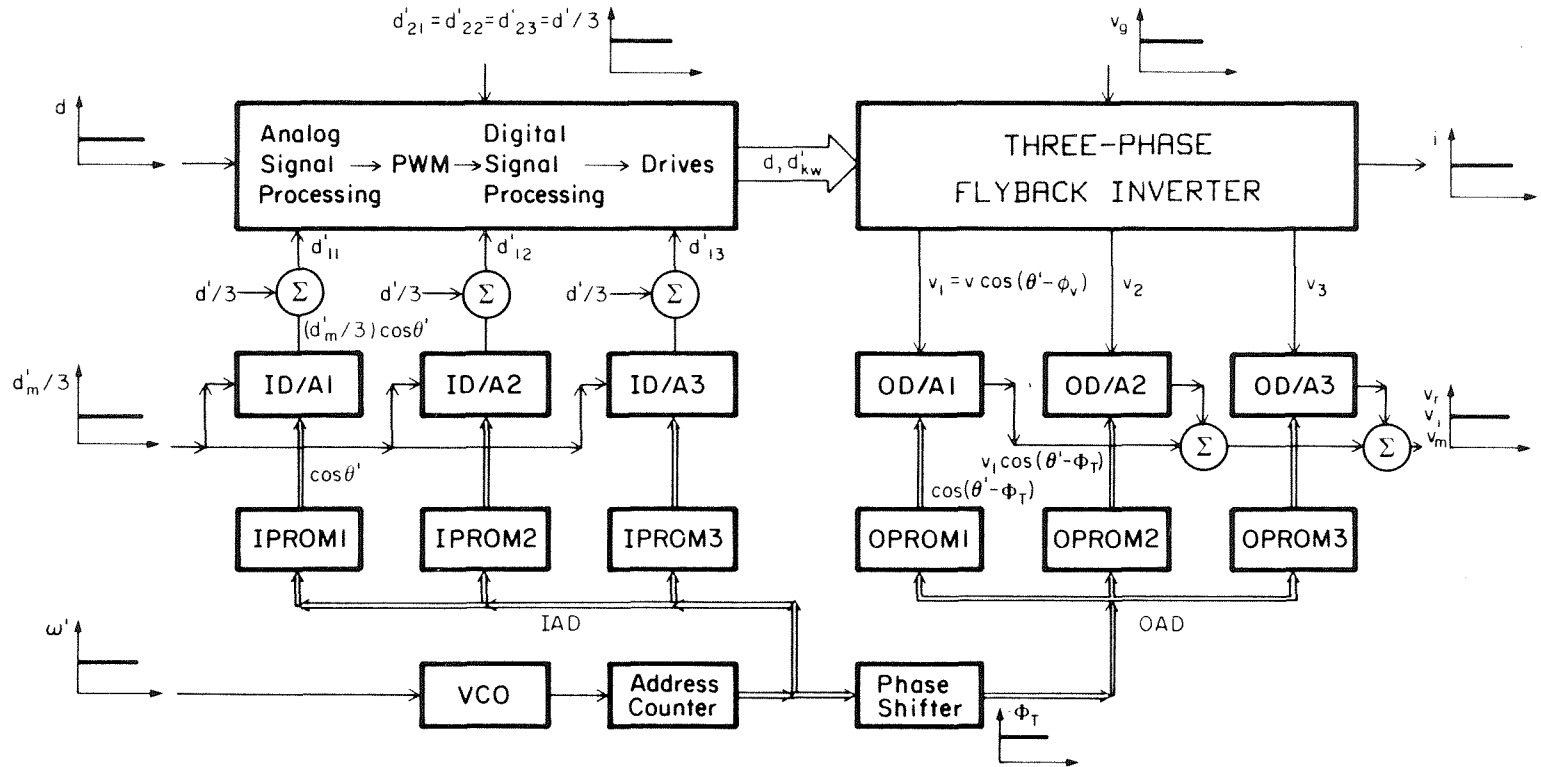 d'21 = d'22 = d'23 = d'/3
vg
d
Analog Signal Processing → PWM → Digital Signal Processing → Drives
d, d'kw
THREE-PHASE
FLYBACK INVERTER
i
d'11
d'12
d'13
d'/3
Σ
d'/3
Σ
d'/3
Σ
v1 = v cos(θ'-ϕv)
v2
v3
(d'm/3)cosθ'
d'm/3
ID/A1
ID/A2
ID/A3
OD/A1
OD/A2
OD/A3
vr
vi
vm
Σ
Σ
cosθ'
v1 cos(θ'-ΦT)
cos(θ'-ΦT)
IPROM1
IPROM2
IPROM3
OPROM1
OPROM2
OPROM3
IAD
OAD
ω'
VCO
Address
Counter
Phase
Shifter
ΦT